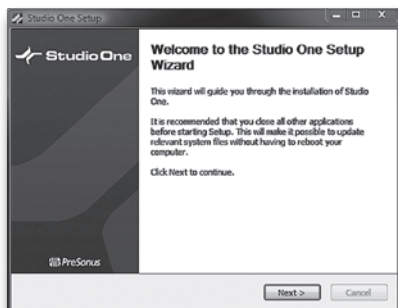 Studio One Setup
Studio One
Welcome to the Studio One Setup
Wizard
This wizard will guide you through the installation of Studio
One.
It is recommended that you close all other applications
before starting Setup. This will make it possible to update
relevant system files without having to reboot your
computer.
Click Next to continue.
PreSonus
Next >
Cancel